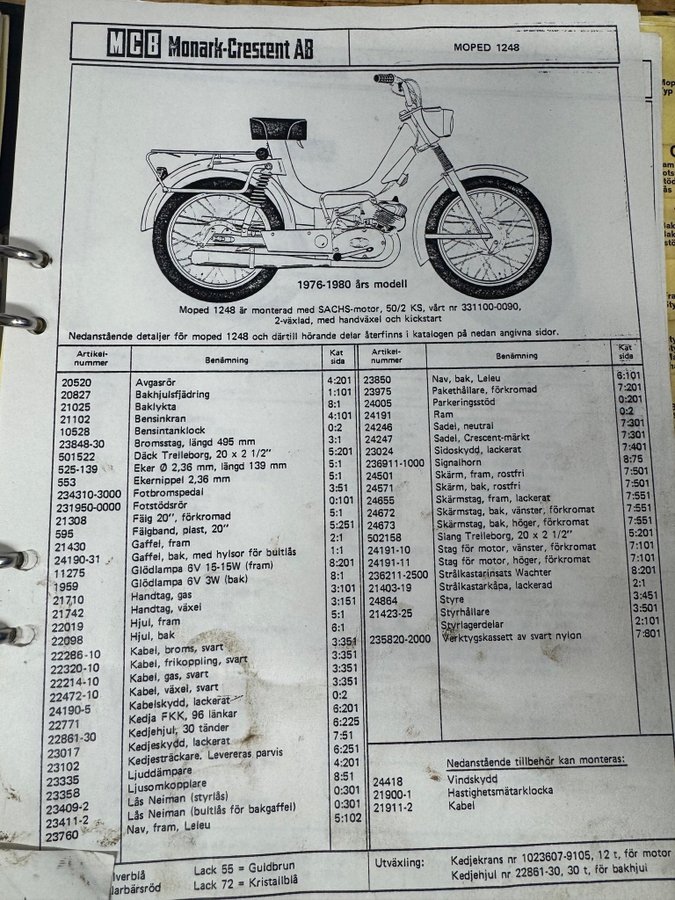 MCB Monark-Crescent AB
MOPED 1248
1976-1980 års modell
Moped 1248 är monterad med SACHS-motor, 50/2 KS, vårt nr 331100-0090,
2-växlad, med handväxel och kickstart
Nedanstående detaljer för moped 1248 och därtill hörande delar återfinns i katalogen på nedan angivna sidor.
Artikel-nummer Benämning Kat sida
20520 Avgasrör 4:201
20827 Bakhjulsfjädring 1:101
21025 Baklykta 8:1
21102 Bensinkran 4:101
10528 Bensintanklock 0:2
23848-30 Bromsstag, längd 495 mm 3:1
501522 Däck Trelleborg, 20 x 2 1/2" 5:201
525-139 Eker Ø 2,36 mm, längd 139 mm 5:1
553 Ekernippel 2,36 mm 5:1
234310-3000 Fotbromspedal 3:51
231950-0000 Fotstödsrör 0:101
21308 Fälg 20", förkromad 5:1
595 Fälgband, plast, 20" 5:251
21430 Gaffel, fram 2:1
24190-31 Gaffel, bak, med hylsor för bultlås 1:1
11275 Glödlampa 6V 15-15W (fram) 8:201
1959 Glödlampa 6V 3W (bak) 8:1
21710 Handtag, gas 3:101
21742 Handtag, växel 3:151
22019 Hjul, fram 5:1
22098 Hjul, bak 6:1
22286-10 Kabel, broms, svart 3:351
22320-10 Kabel, frikoppling, svart 3:351
22214-10 Kabel, gas, svart 3:351
22472-10 Kabel, växel, svart 3:351
24190-5 Kabelskydd, lackerat 0:2
22771 Kedja FKK, 96 länkar 6:201
22861-30 Kedjehjul, 30 tänder 6:225
23017 Kedjeskydd, lackerat 7:51
23102 Kedjesträckare. Levereras parvis 6:251
23335 Ljuddämpare 4:201
23358 Ljusomkopplare 8:51
23409-2 Lås Neiman (styrlås) 0:301
23411-2 Lås Neiman (bultlås för bakgaffel) 0:301
23760 Nav, fram, Leleu 5:102
Artikel-nummer Benämning Kat sida
23850 Nav, bak, Leleu 6:101
23975 Pakethållare, förkromad 7:201
24005 Parkeringsstöd 0:201
24191 Ram 0:2
24246 Sadel, neutral 7:301
24247 Sadel, Crescent-märkt 7:301
23024 Sidoskydd, lackerat 7:401
236911-1000 Signalhorn 8:75
24501 Skärm, fram, rostfri 7:501
24571 Skärm, bak, rostfri 7:501
24655 Skärmstag, fram, lackerat 7:551
24672 Skärmstag, bak, vänster, förkromat 7:551
24673 Skärmstag, bak, höger, förkromat 7:551
502158 Slang Trelleborg, 20 x 2 1/2" 5:201
24191-10 Stag för motor, vänster, förkromat 7:101
24191-11 Stag för motor, höger, förkromat 7:101
236211-2500 Strålkastarinsats Wachter 8:201
21403-19 Strålkastarkåpa, lackerad 2:1
24864 Styre 3:451
21423-25 Styrhållare 3:501
Styrlagerdelar 2:101
235820-2000 Verktygskassett av svart nylon 7:801
Nedanstående tillbehör kan monteras:
24418 Vindskydd
21900-1 Hastighetsmätarklocka
21911-2 Kabel
lverblå Lack 55 = Guldbrun
larbärsröd Lack 72 = Kristallblå
Utväxling: Kedjekrans nr 1023607-9105, 12 t, för motor
Kedjehjul nr 22861-30, 30 t, för bakhjul